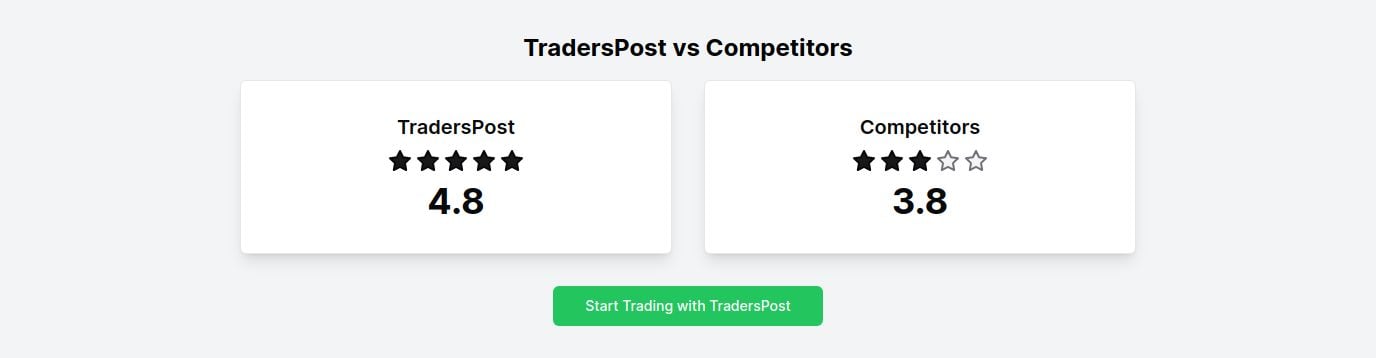 TradersPost vs Competitors
TradersPost
4.8
Competitors
3.8
Start Trading with TradersPost